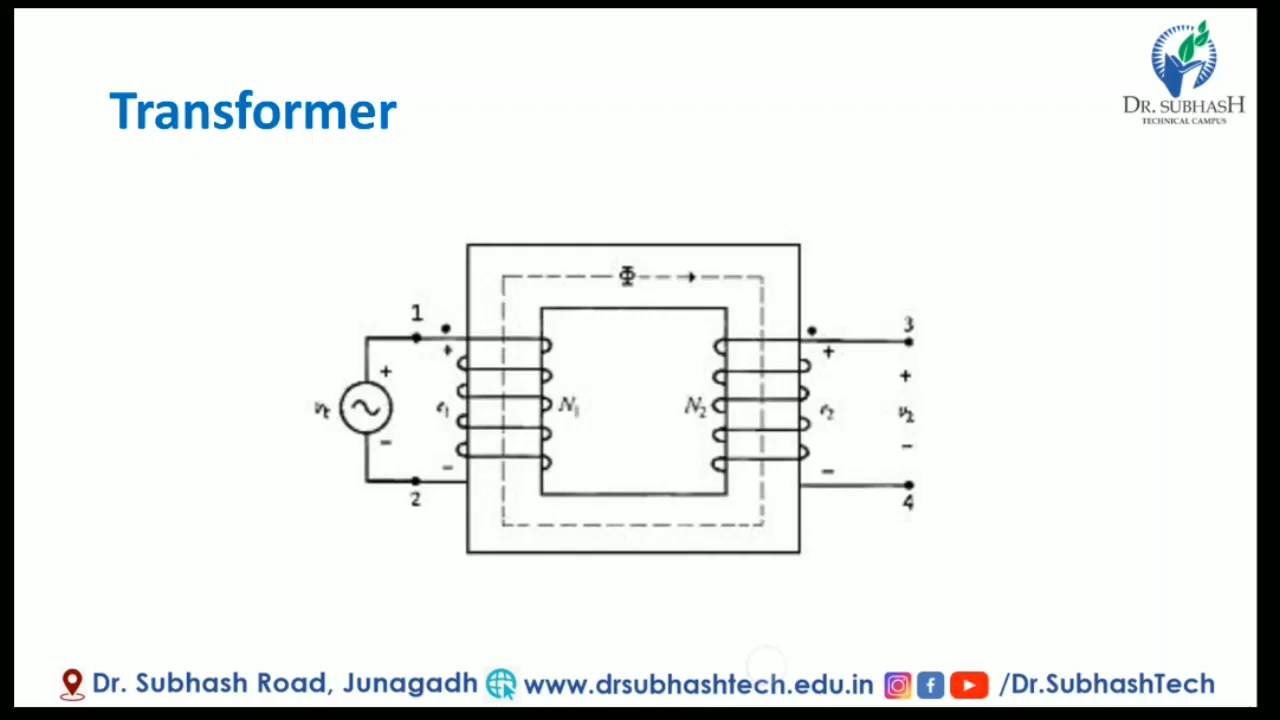 Transformer
DR. SUBHASH
TECHNICAL CAMPUS
Φ
1
3
+
+
+
+
e₁
N₁
N₂
e₂
v₂
−
−
−
−
2
4
Dr. Subhash Road, Junagadh www.drsubhashtech.edu.in /Dr.SubhashTech